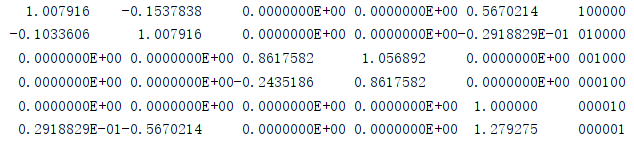 1.007916 -0.1537838 0.0000000E+00 0.0000000E+00 0.5670214 100000
-0.1033606 1.007916 0.0000000E+00 0.0000000E+00-0.2918829E-01 010000
0.0000000E+00 0.0000000E+00 0.8617582 1.056892 0.0000000E+00 001000
0.0000000E+00 0.0000000E+00-0.2435186 0.8617582 0.0000000E+00 000100
0.0000000E+00 0.0000000E+00 0.0000000E+00 0.0000000E+00 1.000000 000010
0.2918829E-01-0.5670214 0.0000000E+00 0.0000000E+00 1.279275 000001